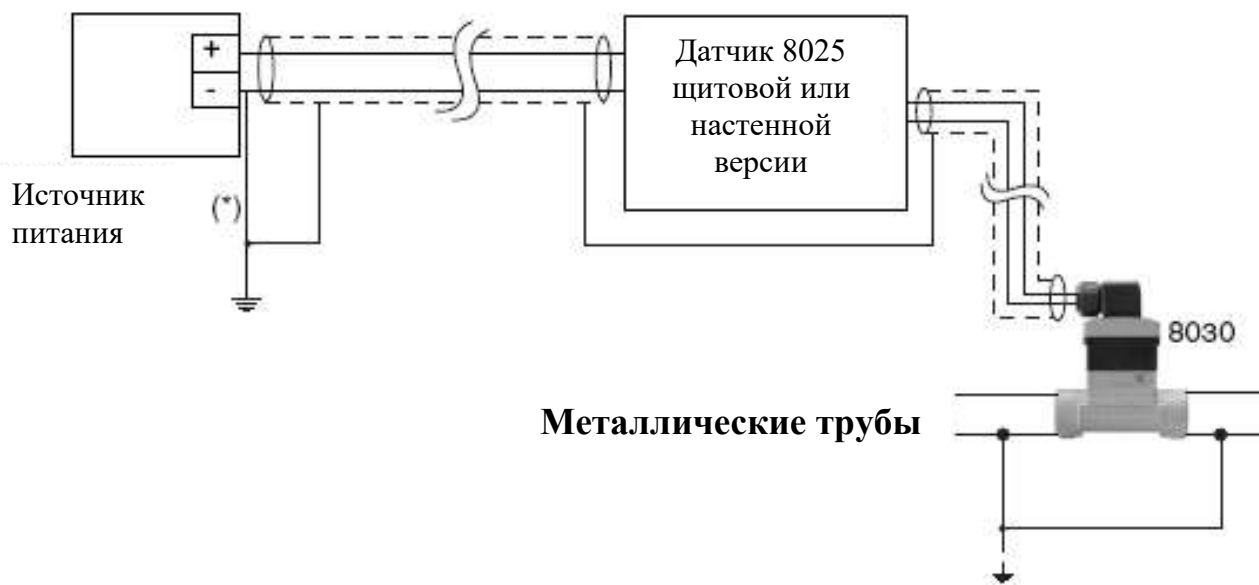 +
-
Источник
питания
(*)
Датчик 8025
щитовой или
настенной
версии
8030
Металлические трубы